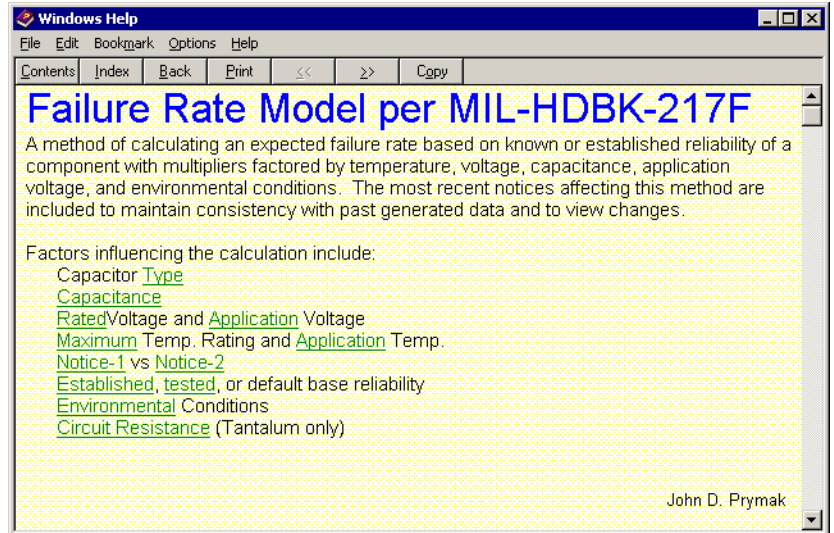 Windows Help
File Edit Bookmark Options Help
Contents Index Back Print << >> Copy
Failure Rate Model per MIL-HDBK-217F
A method of calculating an expected failure rate based on known or established reliability of a
component with multipliers factored by temperature, voltage, capacitance, application
voltage, and environmental conditions. The most recent notices affecting this method are
included to maintain consistency with past generated data and to view changes.
Factors influencing the calculation include:
Capacitor Type
Capacitance
RatedVoltage and Application Voltage
Maximum Temp. Rating and Application Temp.
Notice-1 vs Notice-2
Established, tested, or default base reliability
Environmental Conditions
Circuit Resistance (Tantalum only)
John D. Prymak